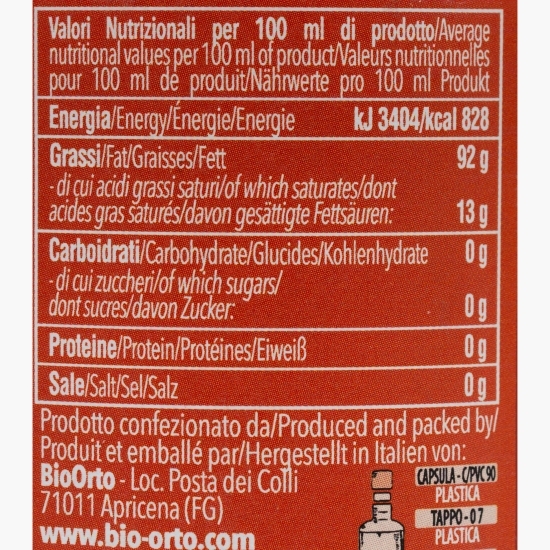 Valori Nutrizionali per 100 ml di prodotto/Average
nutritional values per 100 ml of product/Valeurs nutritionnelles
pour 100 ml de produit/Nährwerte pro 100 ml Produkt
Energia/Energy/Énergie/Energie kJ 3404/kcal 828
Grassi/Fat/Graisses/Fett 92 g
- di cui acidi grassi saturi/of which saturates/dont
acides gras saturés/davon gesättigte Fettsäuren: 13 g
Carboidrati/Carbohydrate/Glucides/Kohlenhydrate 0 g
- di cui zuccheri/of which sugars/
dont sucres/davon Zucker: 0 g
Proteine/Protein/Protéines/Eiweiß 0 g
Sale/Salt/Sel/Salz 0 g
Prodotto confezionato da/Produced and packed by/
Produit et emballé par/Hergestellt in Italien von:
BioOrto - Loc. Posta dei Colli
71011 Apricena (FG)
www.bio-orto.com
CAPSULA - C/PVC 90
PLASTICA
TAPPO - 0 7
PLASTICA